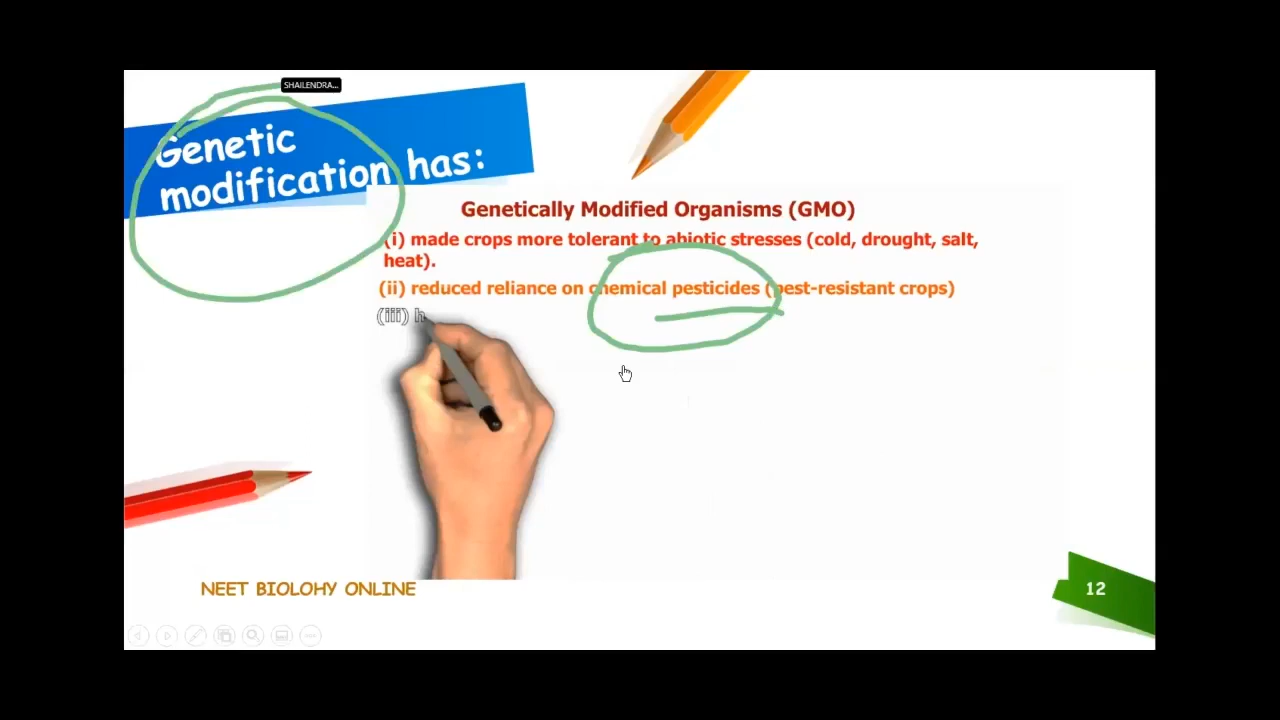 SHAILENDRA...
Genetic
modification has:
Genetically Modified Organisms (GMO)
(i) made crops more tolerant to abiotic stresses (cold, drought, salt,
heat).
(ii) reduced reliance on chemical pesticides (pest-resistant crops)
(iii) h
NEET BIOLOHY ONLINE
12